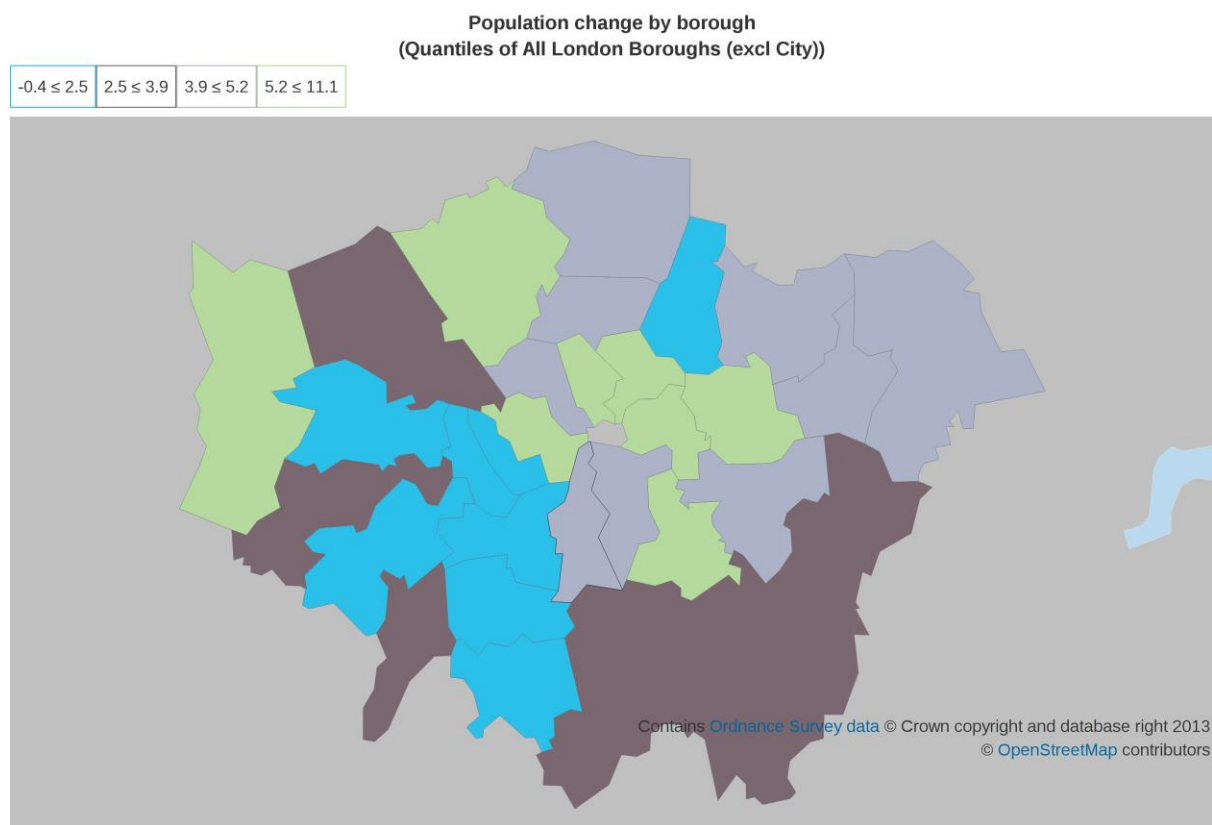 Population change by borough
(Quantiles of All London Boroughs (excl City))
-0.4 ≤ 2.5 2.5 ≤ 3.9 3.9 ≤ 5.2 5.2 ≤ 11.1
Contains Ordnance Survey data © Crown copyright and database right 2013
© OpenStreetMap contributors